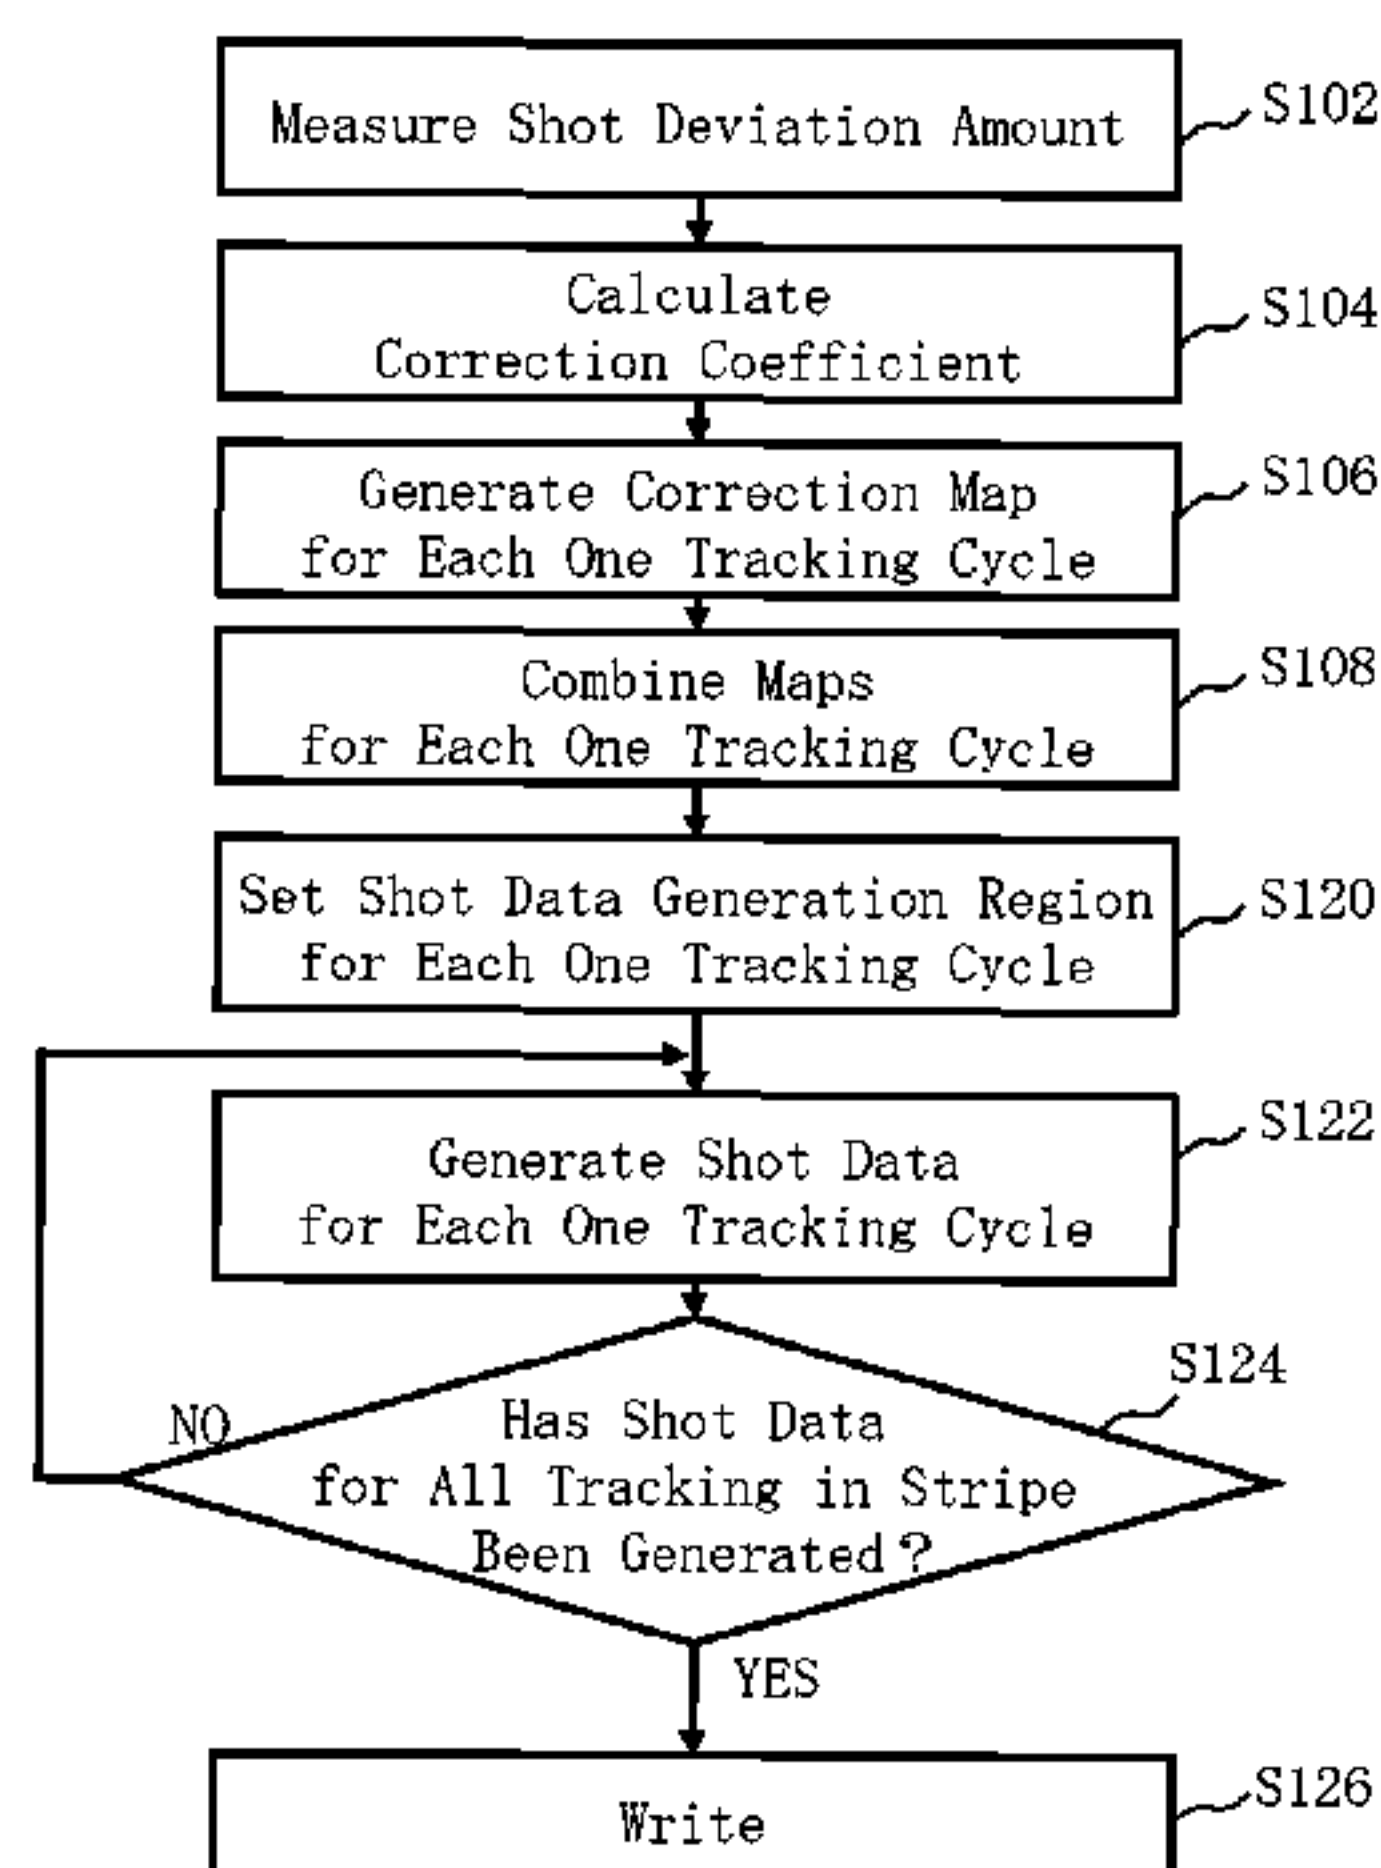 Measure Shot Deviation Amount
S102
Calculate
Correction Coefficient
S104
Generate Correction Map
for Each One Tracking Cycle
S106
Combine Maps
for Each One Tracking Cycle
S108
Set Shot Data Generation Region
for Each One Tracking Cycle
S120
Generate Shot Data
for Each One Tracking Cycle
S122
S124
NO
Has Shot Data
for All Tracking in Stripe
Been Generated?
YES
Write
S126